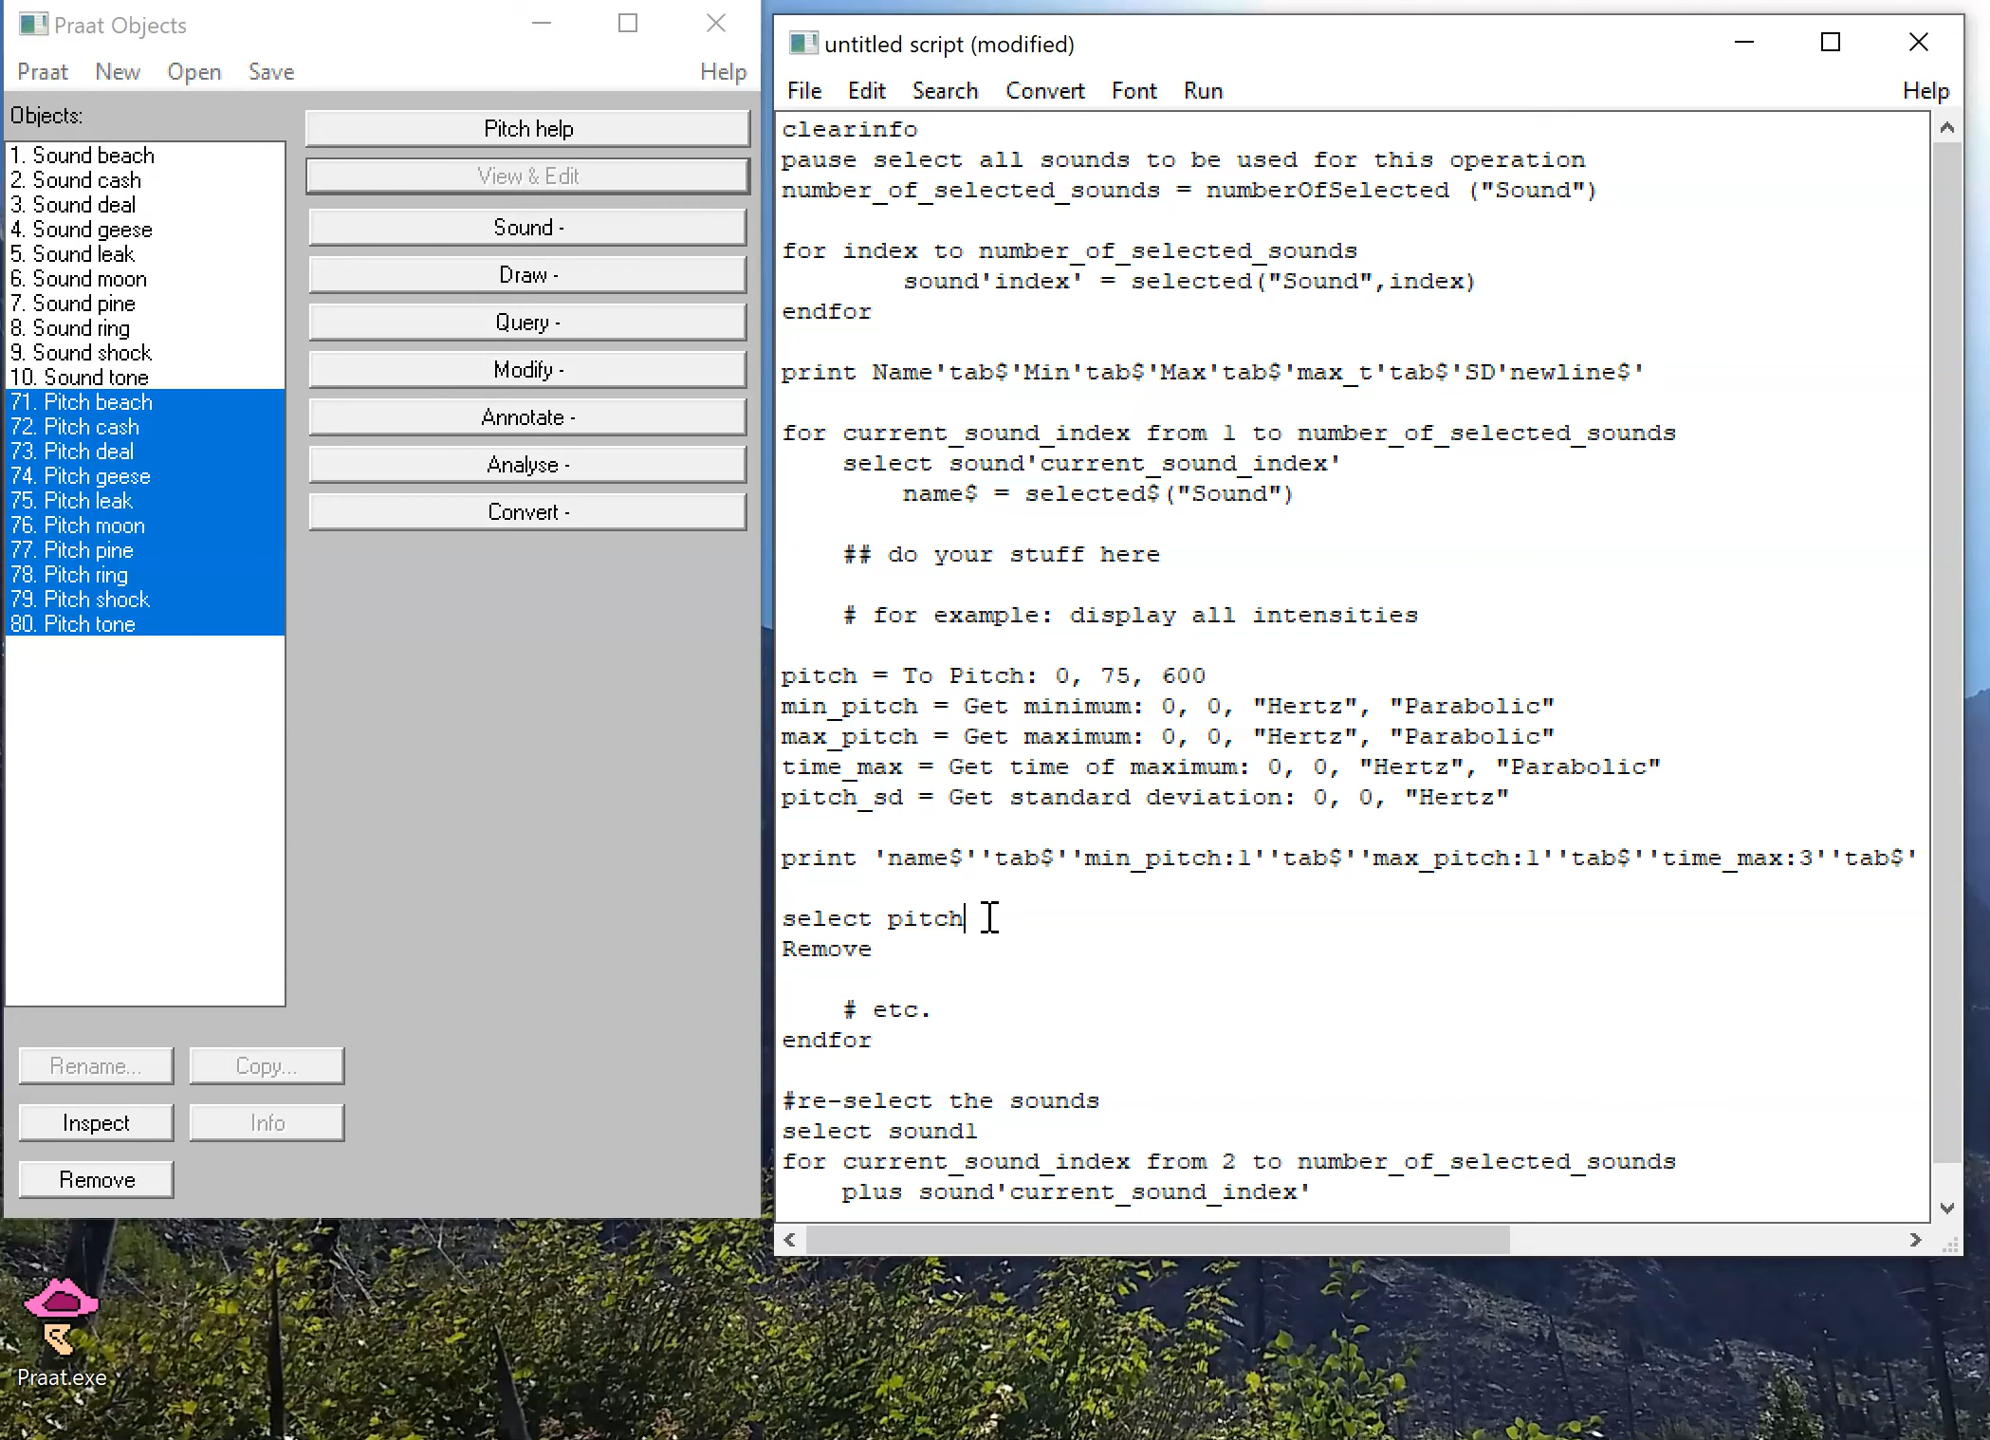 Praat Objects
Praat New Open Save Help
Objects:
1. Sound beach
2. Sound cash
3. Sound deal
4. Sound geese
5. Sound leak
6. Sound moon
7. Sound pine
8. Sound ring
9. Sound shock
10. Sound tone
71. Pitch beach
72. Pitch cash
73. Pitch deal
74. Pitch geese
75. Pitch leak
76. Pitch moon
77. Pitch pine
78. Pitch ring
79. Pitch shock
80. Pitch tone
Pitch help
View & Edit
Sound -
Draw -
Query -
Modify -
Annotate -
Analyse -
Convert -
Rename... Copy...
Inspect Info
Remove
untitled script (modified)
File Edit Search Convert Font Run Help
clearinfo
pause select all sounds to be used for this operation
number_of_selected_sounds = numberOfSelected ("Sound")
for index to number_of_selected_sounds
sound'index' = selected("Sound",index)
endfor
print Name'tab$'Min'tab$'Max'tab$'max_t'tab$'SD'newline$'
for current_sound_index from 1 to number_of_selected_sounds
select sound'current_sound_index'
name$ = selected$("Sound")
## do your stuff here
# for example: display all intensities
pitch = To Pitch: 0, 75, 600
min_pitch = Get minimum: 0, 0, "Hertz", "Parabolic"
max_pitch = Get maximum: 0, 0, "Hertz", "Parabolic"
time_max = Get time of maximum: 0, 0, "Hertz", "Parabolic"
pitch_sd = Get standard deviation: 0, 0, "Hertz"
print 'name$''tab$''min_pitch:1''tab$''max_pitch:1''tab$''time_max:3''tab$'
select pitch
Remove
# etc.
endfor
#re-select the sounds
select sound1
for current_sound_index from 2 to number_of_selected_sounds
plus sound'current_sound_index'
Praat.exe